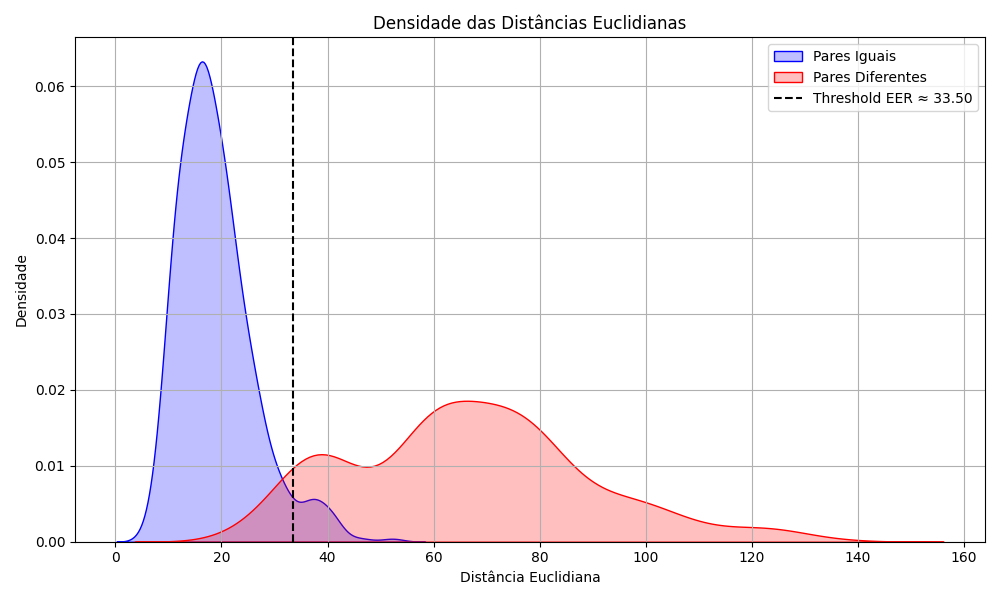 Densidade das Distâncias Euclidianas
Pares Iguais
Pares Diferentes
Threshold EER ≈ 33.50
Densidade
0.06
0.05
0.04
0.03
0.02
0.01
0.00
0 20 40 60 80 100 120 140 160
Distância Euclidiana